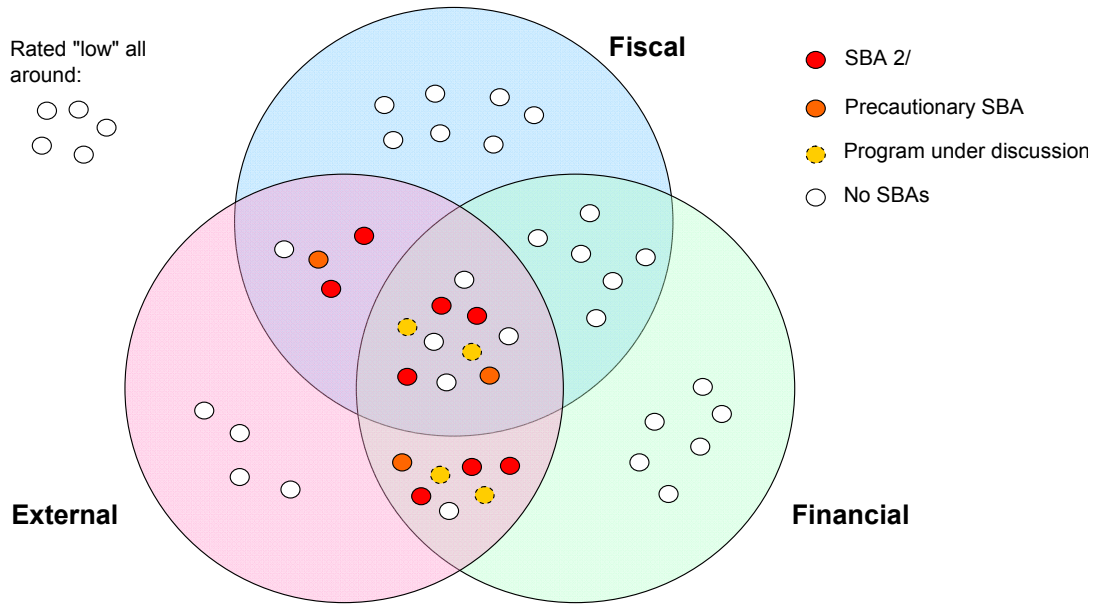 Rated "low" all
around:
Fiscal
SBA 2/
Precautionary SBA
Program under discussion
No SBAs
External
Financial